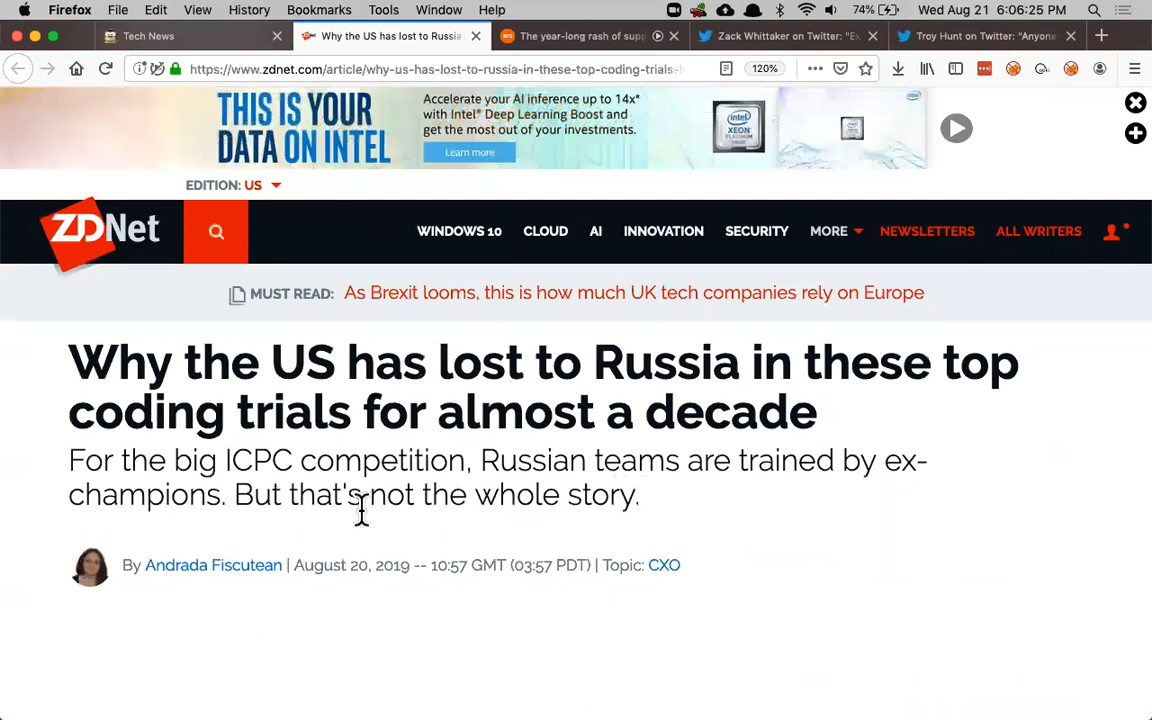 Firefox File Edit View History Bookmarks Tools Window Help 74% Wed Aug 21 6:06:25 PM
Tech News
Why the US has lost to Russia
ars The year-long rash of supp
Zack Whittaker on Twitter: "Ex
Troy Hunt on Twitter: "Anyone
https://www.zdnet.com/article/why-us-has-lost-to-russia-in-these-top-coding-trials- 120%
THIS IS YOUR
DATA ON INTEL
Accelerate your AI inference up to 14x*
with Intel® Deep Learning Boost and
get the most out of your investments.
Learn more
intel
XEON
PLATINUM
inside
EDITION: US
ZDNet
WINDOWS 10 CLOUD AI INNOVATION SECURITY MORE NEWSLETTERS ALL WRITERS
MUST READ: As Brexit looms, this is how much UK tech companies rely on Europe
Why the US has lost to Russia in these top
coding trials for almost a decade
For the big ICPC competition, Russian teams are trained by ex-
champions. But that's not the whole story.
By Andrada Fiscutean | August 20, 2019 -- 10:57 GMT (03:57 PDT) | Topic: CXO